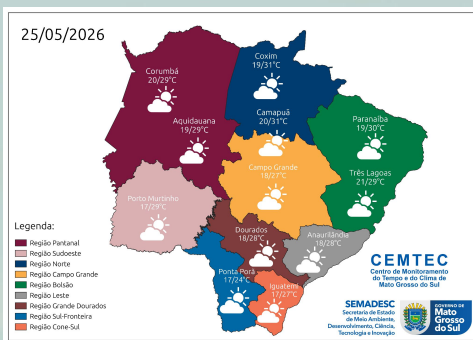 25/05/2026
Coxim
19/31°C
Corumbá
20/29°C
Camapuã
20/31°C
Aquidauana
19/29°C
Paranaíba
19/30°C
Campo Grande
18/27°C
Três Lagoas
21/29°C
Porto Murtinho
17/29°C
Dourados
18/28°C
Anaurilândia
18/28°C
Ponta Porã
17/24°C
Iguatemi
17/27°C
Legenda:
Região Pantanal
Região Sudoeste
Região Norte
Região Campo Grande
Região Bolsão
Região Leste
Região Grande Dourados
Região Sul-Fronteira
Região Cone-Sul
CEMTEC
Centro de Monitoramento
do Tempo e do Clima de
Mato Grosso do Sul
SEMADESC
Secretaria de Estado
de Meio Ambiente,
Desenvolvimento, Ciência,
Tecnologia e Inovação
GOVERNO DE
Mato
Grosso
do Sul